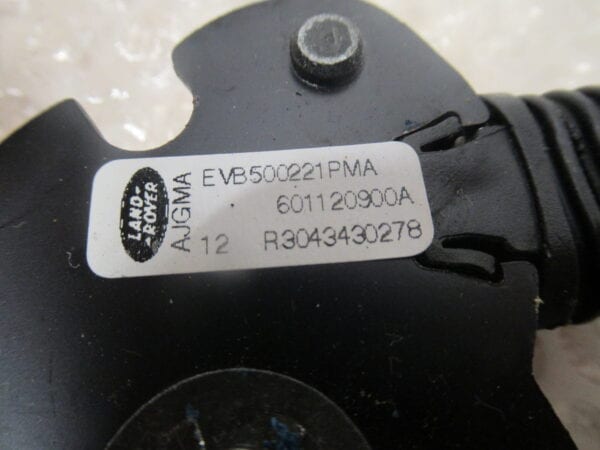 LAND-
-ROVER
AJGMA
EVB500221PMA
601120900A
12 R3043430278